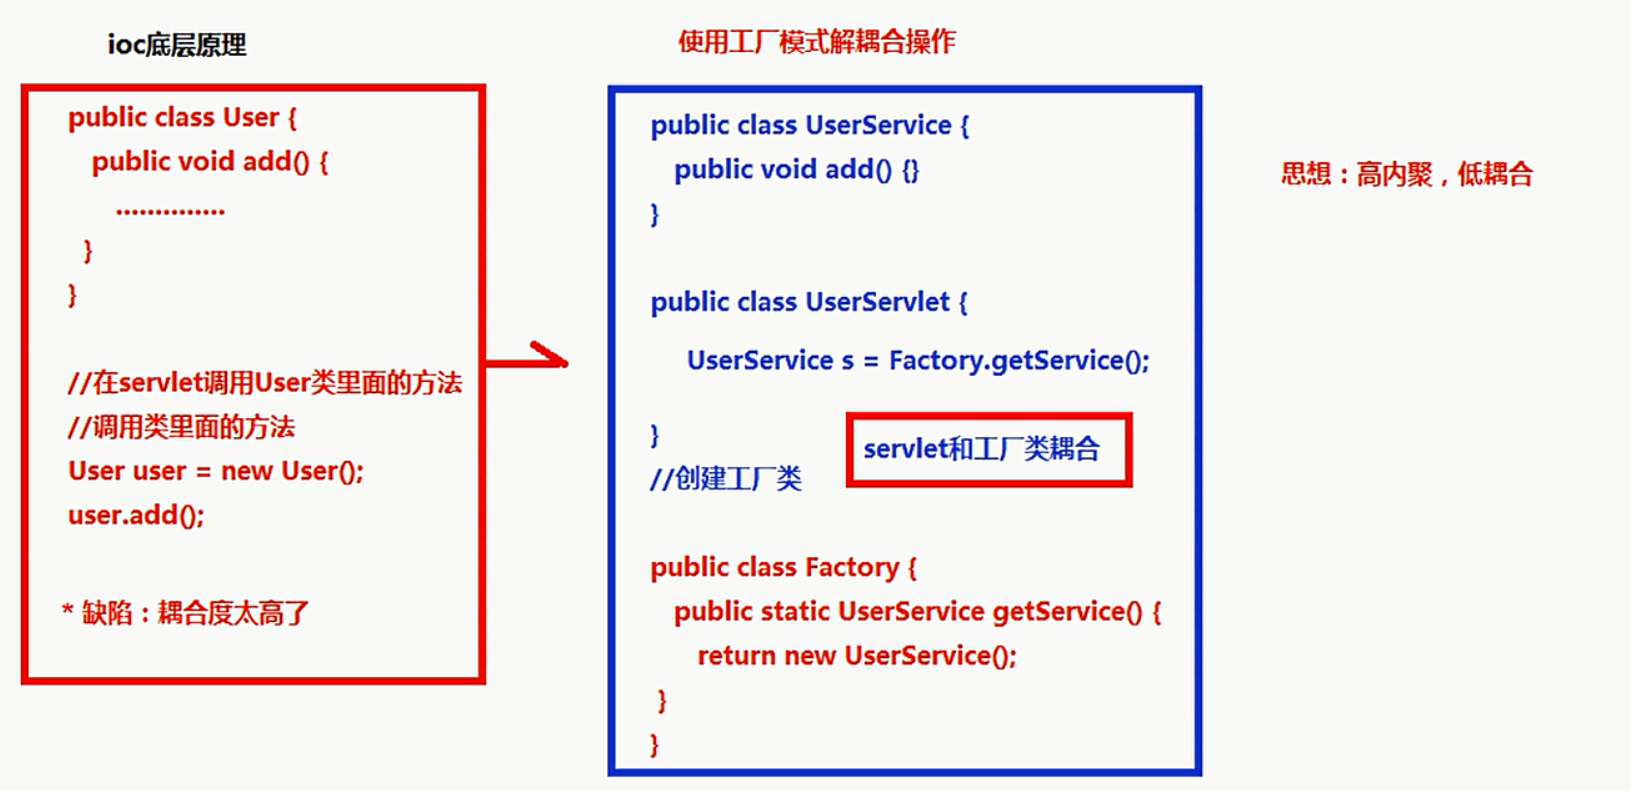 ioc底层原理
public class User {
public void add() {
..............
}
}
//在servlet调用User类里面的方法
//调用类里面的方法
User user = new User();
user.add();
* 缺陷：耦合度太高了
使用工厂模式解耦合操作
public class UserService {
public void add() {}
}
public class UserServlet {
UserService s = Factory.getService();
}
servlet和工厂类耦合
//创建工厂类
public class Factory {
public static UserService getService() {
return new UserService();
}
}
思想：高内聚，低耦合